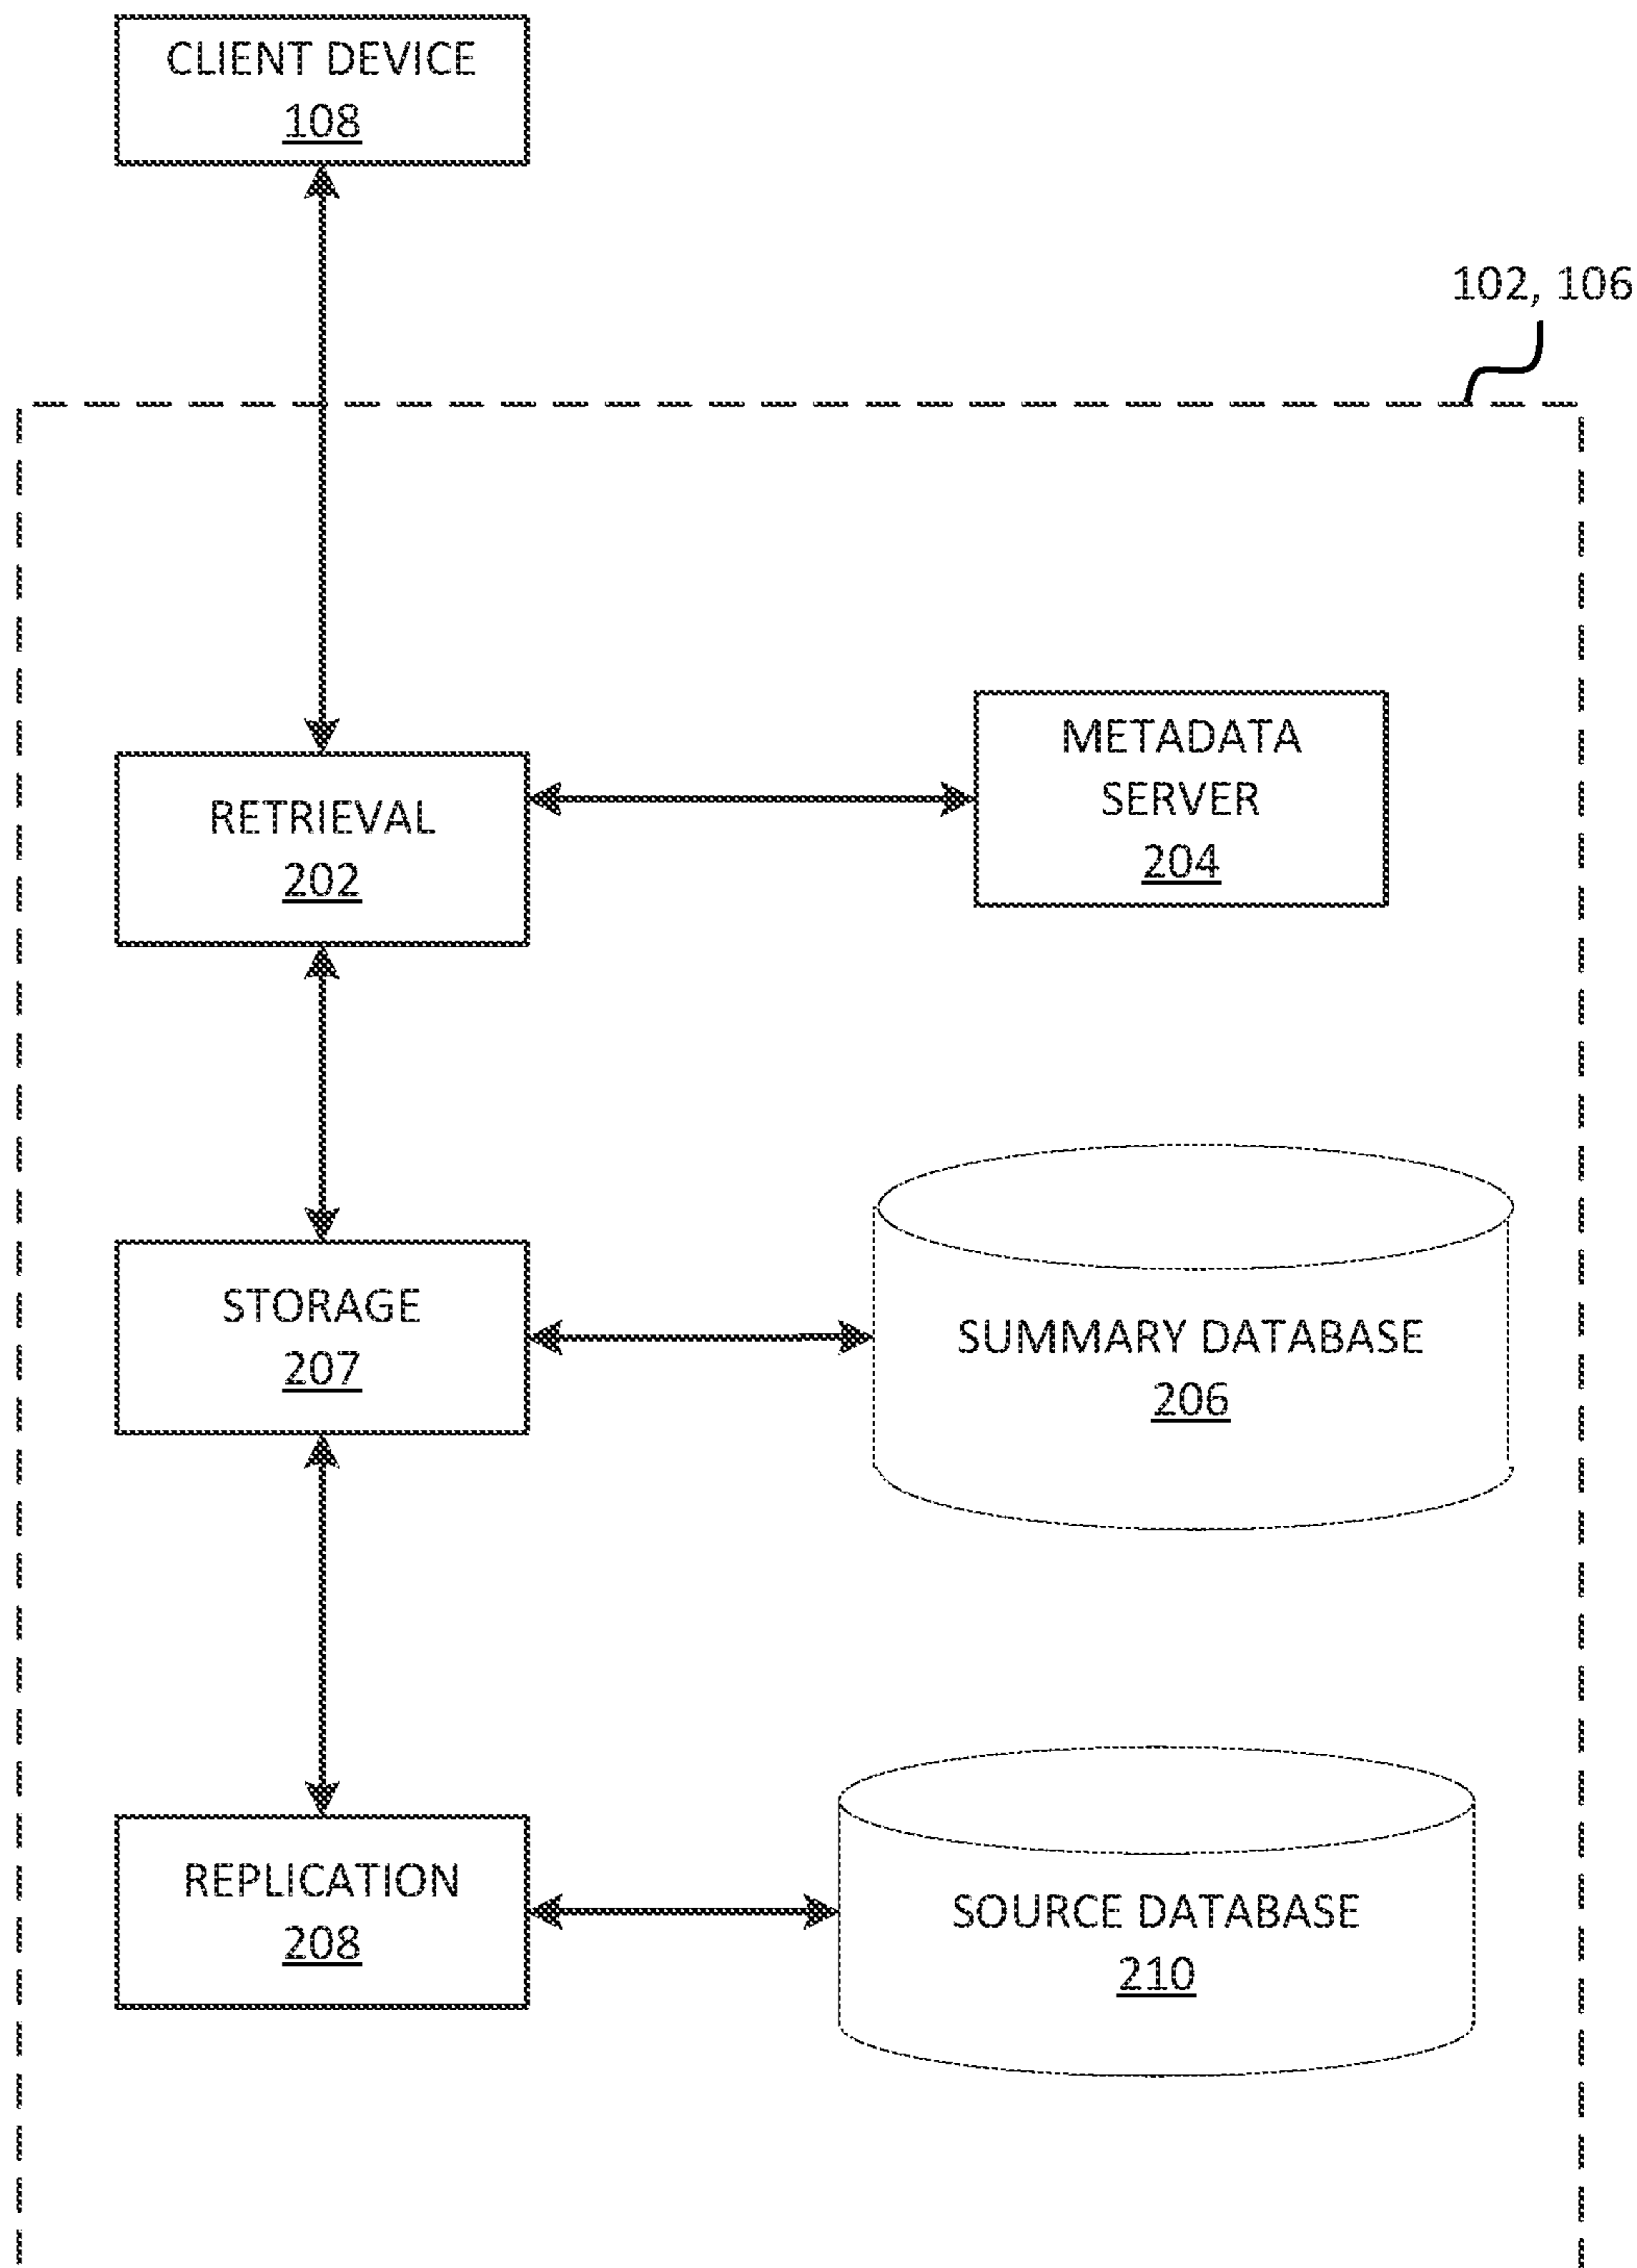 CLIENT DEVICE
108
102, 106
METADATA
SERVER
204
RETRIEVAL
202
STORAGE
207
SUMMARY DATABASE
206
REPLICATION
208
SOURCE DATABASE
210